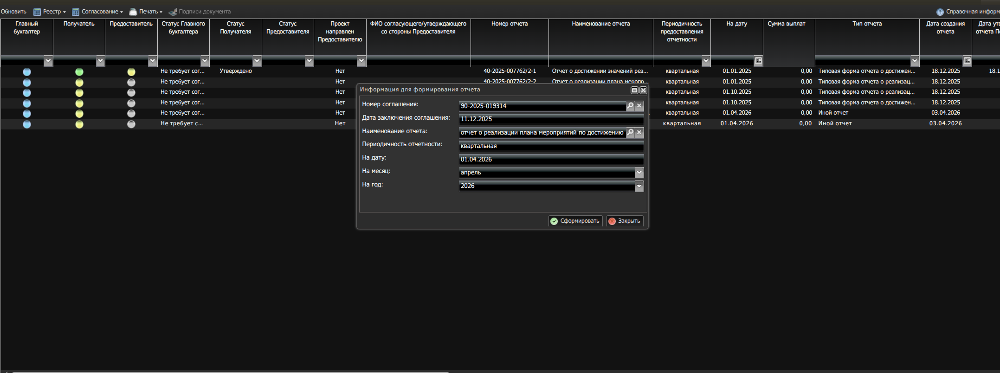 Обновить Реестр Согласование Печать Подписи документа Справочная информ
Главный бухгалтер Получатель Предоставитель Статус Главного бухгалтера Статус Получателя Статус Предоставителя Проект направлен Предоставителю ФИО согласующего/утверждающего со стороны Предоставителя Номер отчета Наименование отчета Периодичность предоставления отчетности На дату Сумма выплат Тип отчета Дата создания отчета Дата утв отчета П
Не требует сог... Утверждено Нет 40-2025-007762/2-1 Отчет о достижении значений рез... квартальная 01.01.2025 0,00 Типовая форма отчета о достижен... 18.12.2025 18.1
Не требует сог... Нет 40-2025-007762/2-2 Отчет о реализации плана меропр... квартальная 01.01.2025 0,00 Типовая форма отчета о реализац... 18.12.2025
Не требует сог... Нет квартальная 01.10.2025 0,00 Типовая форма отчета о реализац... 18.12.2025
Не требует сог... Нет квартальная 01.10.2025 0,00 Типовая форма отчета о достижен... 18.12.2025
Не требует сог... Нет квартальная 01.04.2026 0,00 Иной отчет 03.04.2026
Не требует с... Нет квартальная 01.04.2026 0,00 Иной отчет 03.04.2026
Информация для формирования отчета
Номер соглашения: 90-2025-019314
Дата заключения соглашения: 11.12.2025
Наименование отчета: отчет о реализации плана мероприятий по достижению
Периодичность отчетности: квартальная
На дату: 01.04.2026
На месяц: апрель
На год: 2026
Сформировать Закрыть